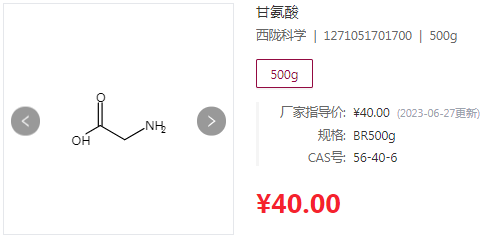 甘氨酸
西陇科学 | 1271051701700 | 500g
500g
厂家指导价: ¥40.00 (2023-06-27更新)
规格: BR500g
CAS号: 56-40-6
¥40.00
O
OH
NH2